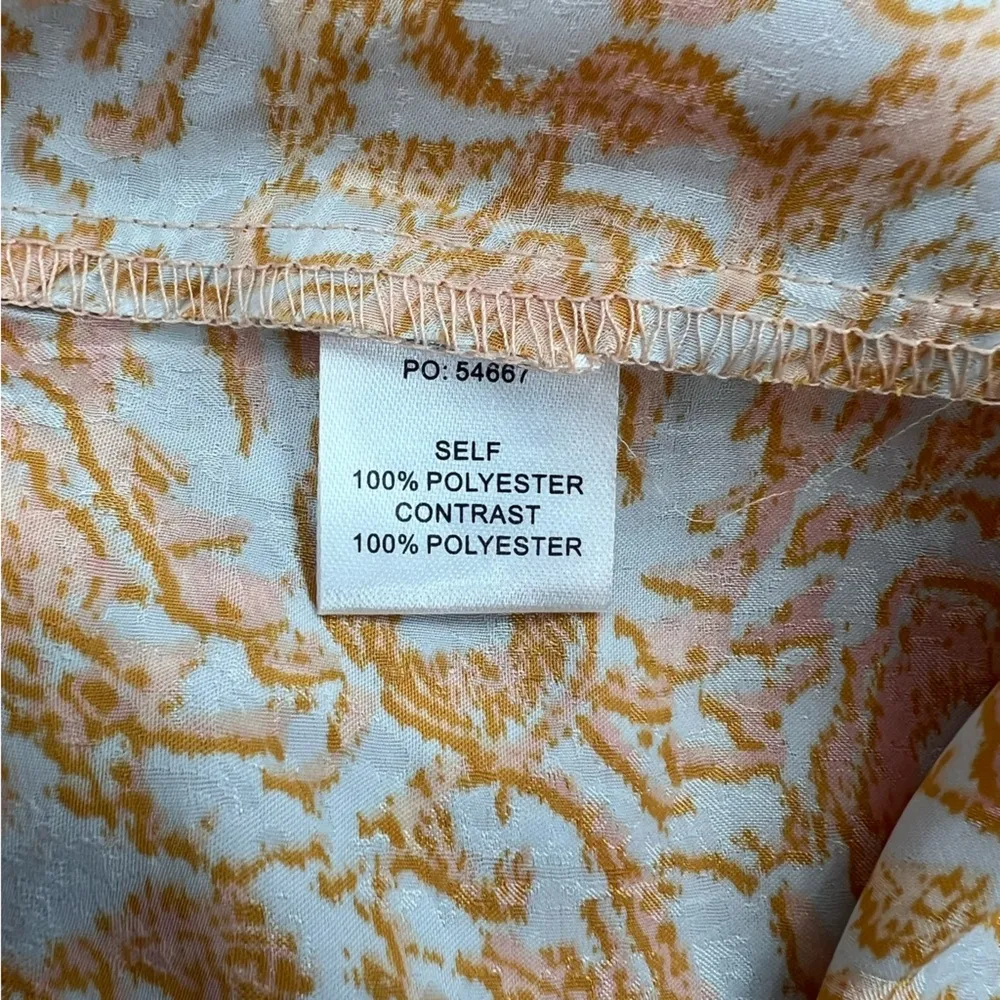 PO: 54667
SELF
100% POLYESTER
CONTRAST
100% POLYESTER